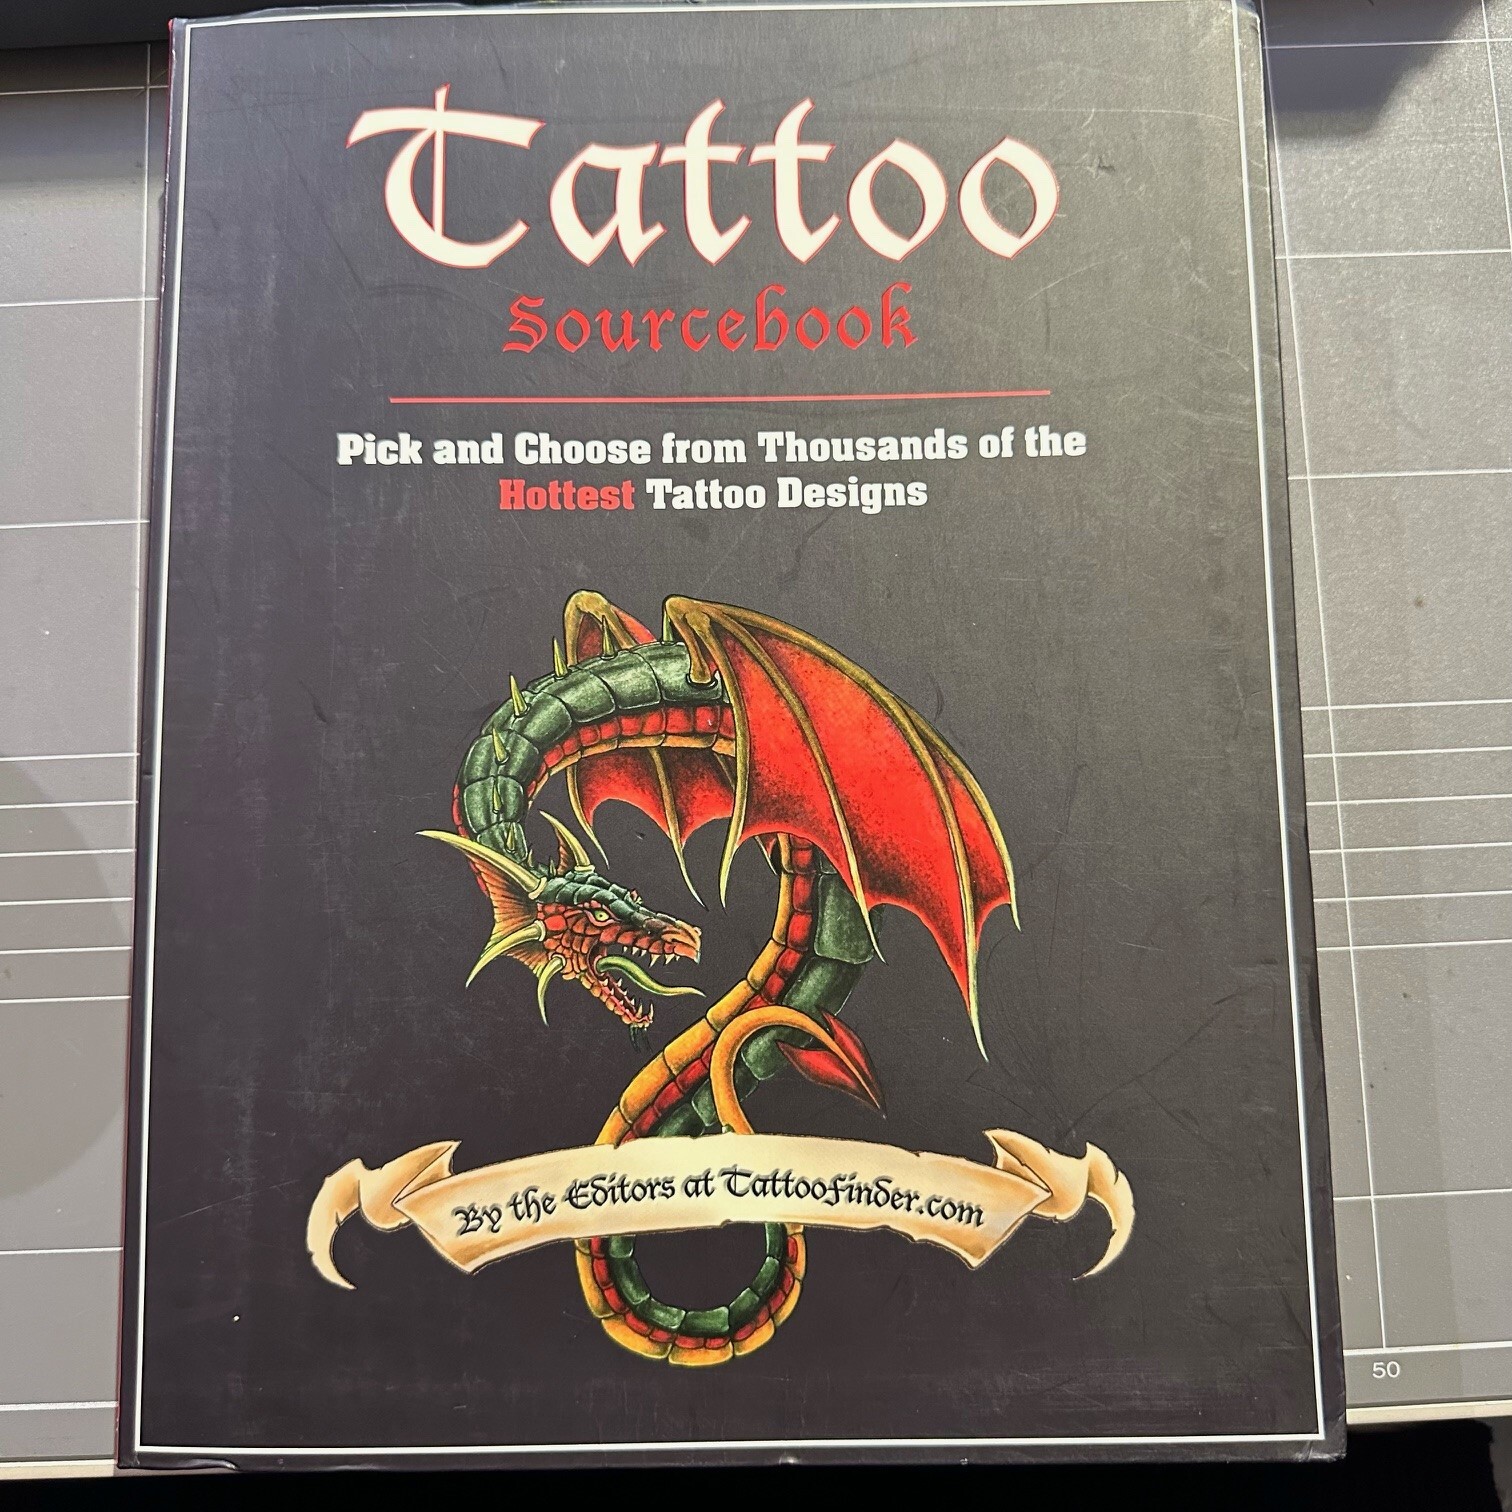 Tattoo
Sourcebook
Pick and Choose from Thousands of the
Hottest Tattoo Designs
By the Editors at Tattoofinder.com
50